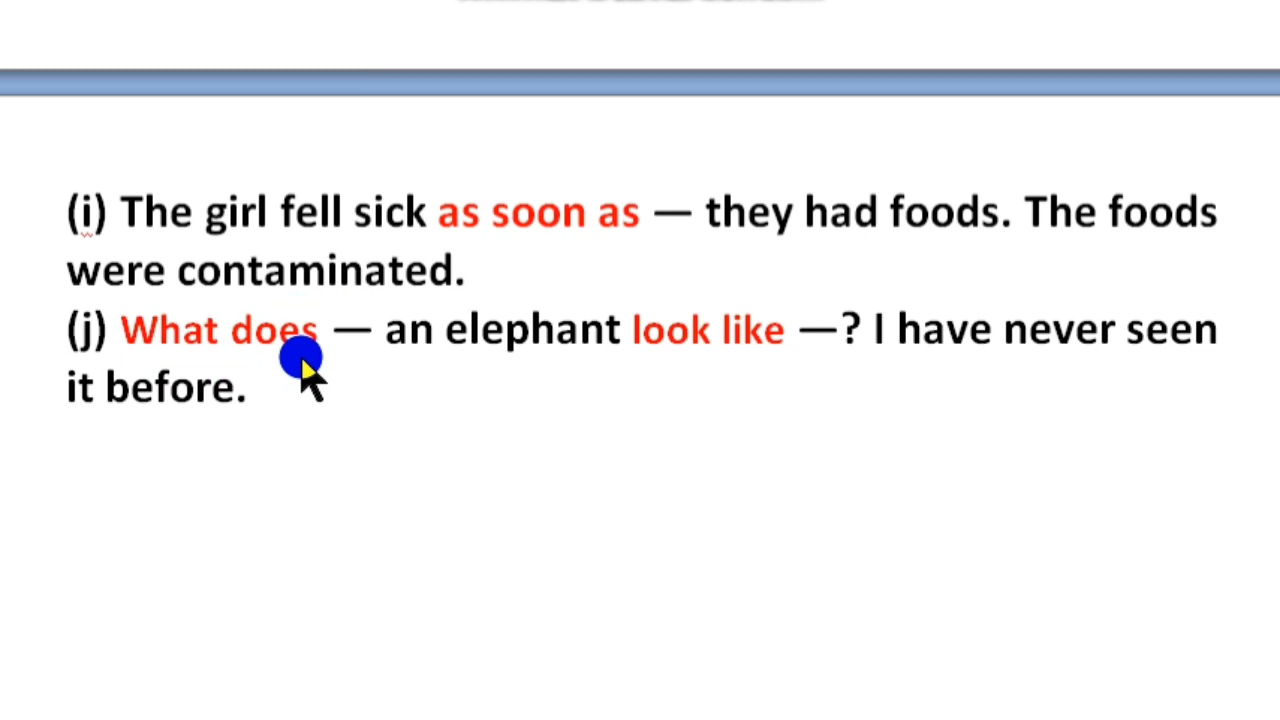 (i) The girl fell sick as soon as — they had foods. The foods
were contaminated.
(j) What does — an elephant look like —? I have never seen
it before.